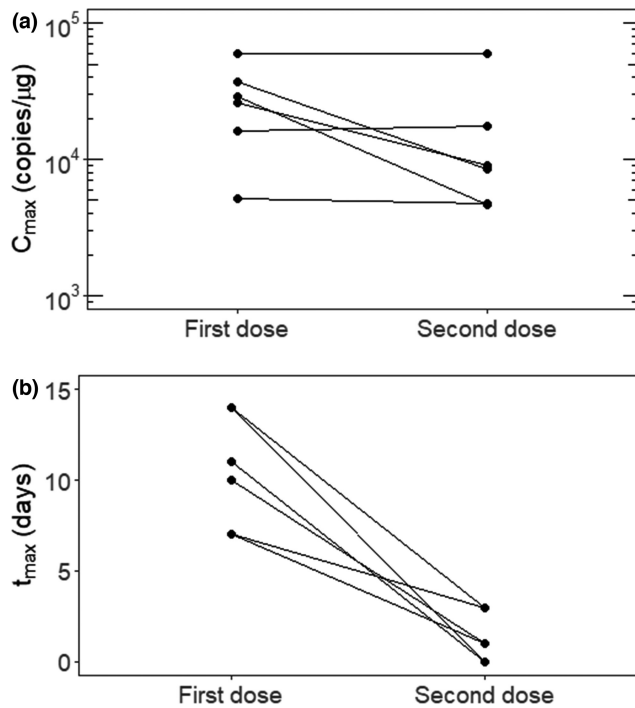 (a)
C_max (copies/μg)
10^5
10^4
10^3
First dose Second dose
(b)
t_max (days)
15
10
5
0
First dose Second dose